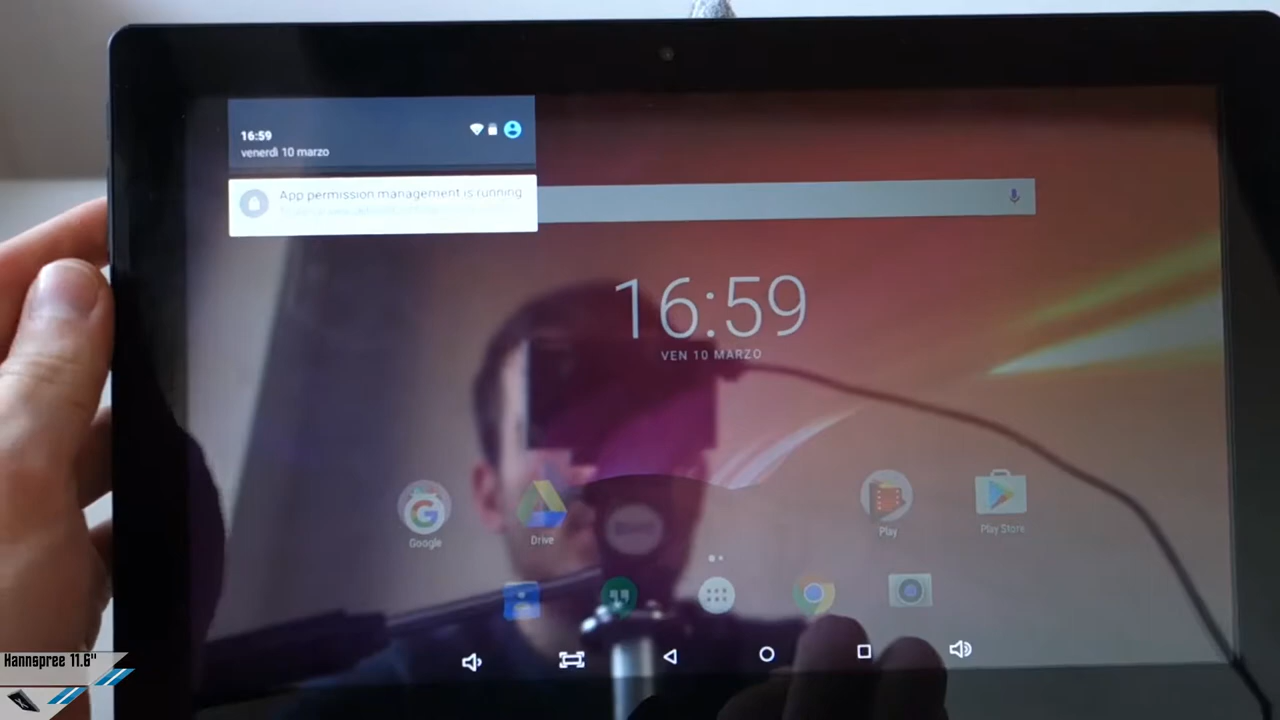 16:59
venerdì 10 marzo
App permission management is running
16:59
VEN 10 MARZO
Google
Drive
Play
Play Store
Hannspree 11.6"